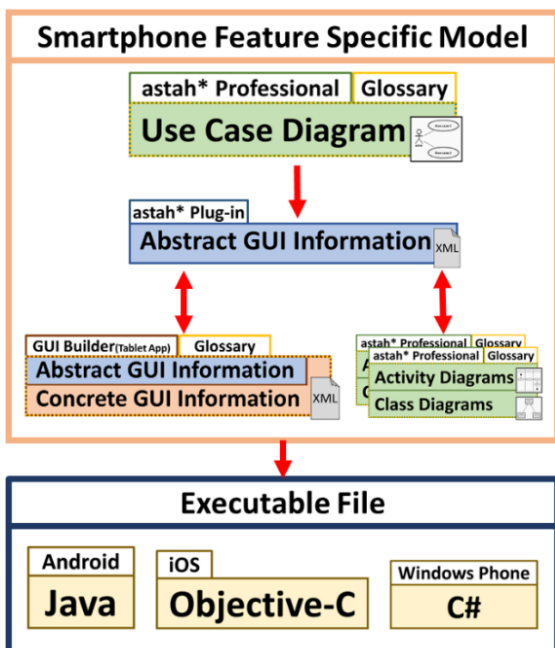 Smartphone Feature Specific Model
astah* Professional Glossary
Use Case Diagram
astah* Plug-in
Abstract GUI Information
XML
GUI Builder(Tablet App) Glossary
Abstract GUI Information
Concrete GUI Information
XML
astah* Professional Glossary
astah* Professional Glossary
Activity Diagrams
Class Diagrams
Executable File
Android
Java
iOS
Objective-C
Windows Phone
C#